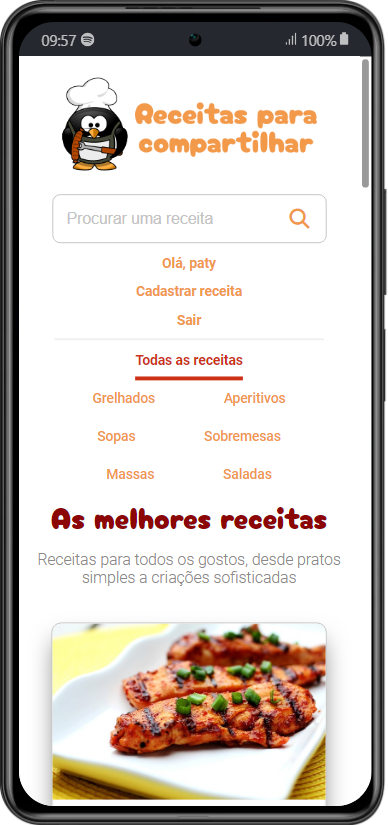 09:57 100%
Receitas para
compartilhar
Procurar uma receita
Olá, paty
Cadastrar receita
Sair
Todas as receitas
Grelhados Aperitivos
Sopas Sobremesas
Massas Saladas
As melhores receitas
Receitas para todos os gostos, desde pratos
simples a criações sofisticadas